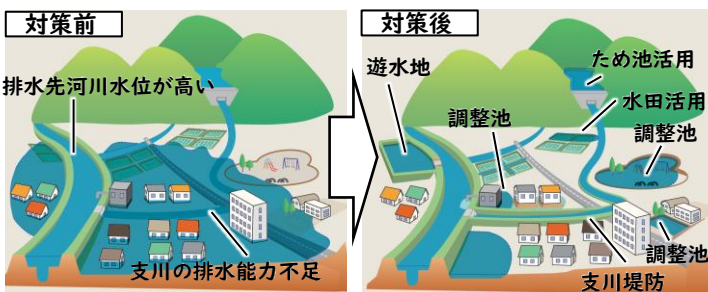 対策前
排水先河川水位が高い
支川の排水能力不足
対策後
ため池活用
遊水地
水田活用
調整池
調整池
調整池
支川堤防